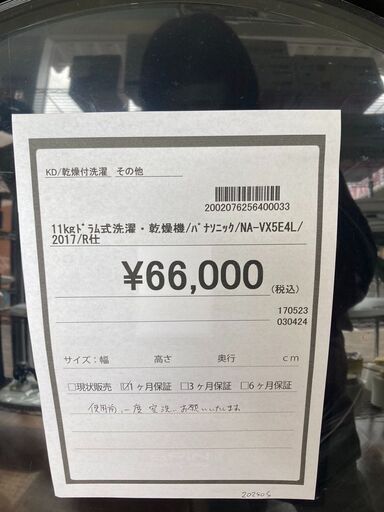 KD/乾燥付洗濯 その他
2002076256400033
11kgﾄﾞﾗﾑ式洗濯・乾燥機/ﾊﾟﾅｿﾆｯｸ/NA-VX5E4L/
2017/R仕
¥66,000(税込)
170523
030424
サイズ:幅 高さ 奥行 cm
□現状販売 ☑1ヶ月保証 □3ヶ月保証 □6ヶ月保証
使用前、一度空洗いお願いいたします